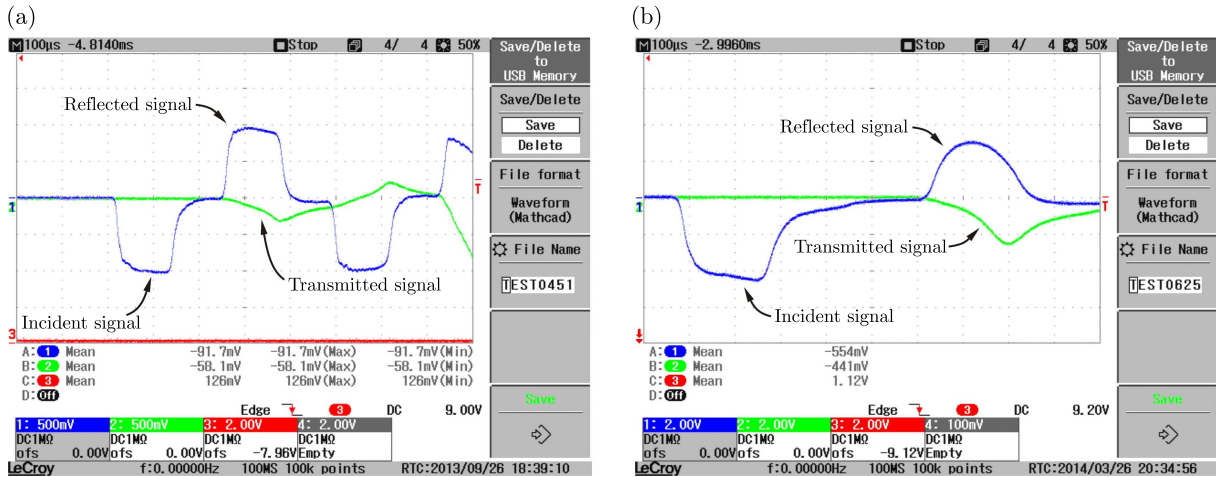 (a)
M 100µs -4.8140ms Stop 4/ 4 50%
Save/Delete
to
USB Memory
Save/Delete
Save
Delete
File format
Waveform
(Mathcad)
File Name
TEST0451
Save
Reflected signal
T
1
Transmitted signal
Incident signal
3
A: 1 Mean -91.7mV -91.7mV(Max) -91.7mV(Min)
B: 2 Mean -58.1mV -58.1mV(Max) -58.1mV(Min)
C: 3 Mean 126mV 126mV(Max) 126mV(Min)
D: Off
Edge 3 DC 9.00V
1: 500mV 2: 500mV 3: 2.00V 4: 2.00V
DC1MΩ DC1MΩ DC1MΩ DC1MΩ
ofs 0.00V ofs 0.00V ofs -7.96V Empty
LeCroy f:0.00000Hz 100MS 100k points RTC:2013/09/26 18:39:10
(b)
M 100µs -2.9960ms Stop 4/ 4 50%
Save/Delete
to
USB Memory
Save/Delete
Save
Delete
File format
Waveform
(Mathcad)
File Name
TEST0625
Save
Reflected signal
1
T
Transmitted signal
Incident signal
A: 1 Mean -554mV
B: 2 Mean -441mV
C: 3 Mean 1.12V
D: Off
Edge 3 DC 9.20V
1: 2.00V 2: 2.00V 3: 2.00V 4: 100mV
DC1MΩ DC1MΩ DC1MΩ DC1MΩ
ofs 0.00V ofs 0.00V ofs -9.12V Empty
LeCroy f:0.00000Hz 100MS 100k points RTC:2014/03/26 20:34:56